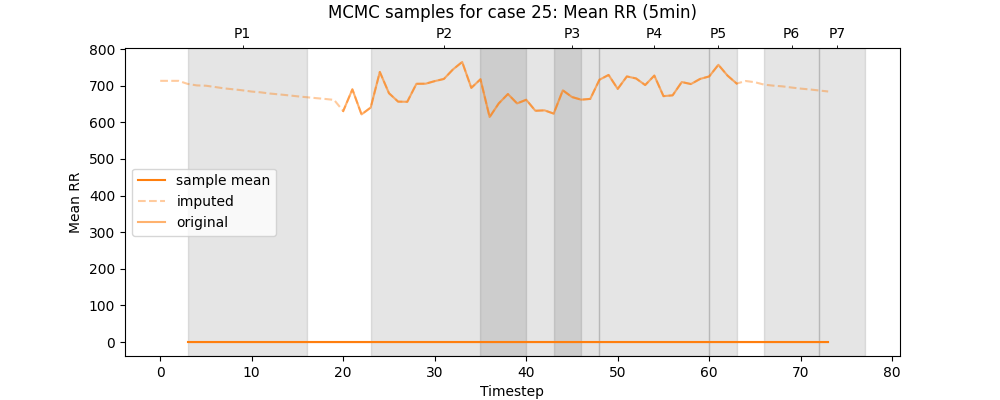 MCMC samples for case 25: Mean RR (5min)
P1 P2 P3 P4 P5 P6 P7
800
700
600
500
400
300
200
100
0
Mean RR
sample mean
imputed
original
0 10 20 30 40 50 60 70 80
Timestep